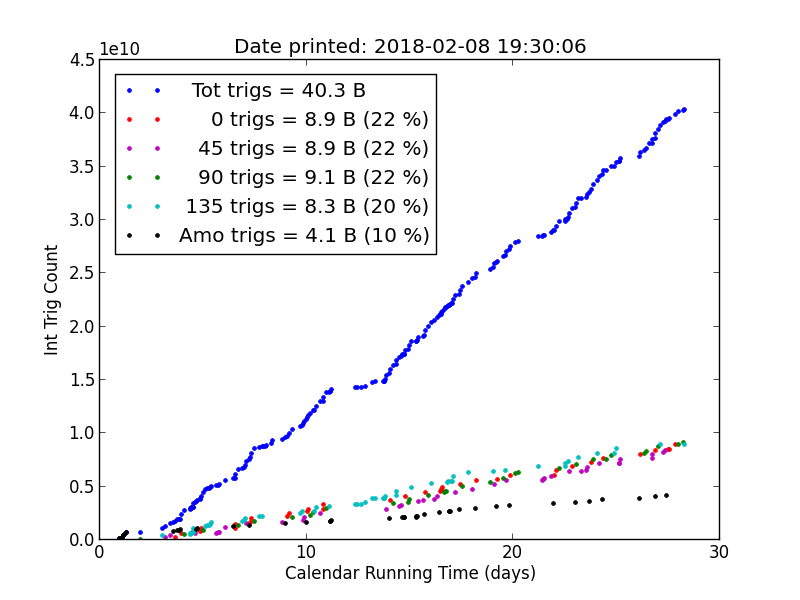 Date printed: 2018-02-08 19:30:06
1e10
4.5
4.0
3.5
3.0
2.5
2.0
1.5
1.0
0.5
0.0
Int Trig Count
Tot trigs = 40.3 B
0 trigs = 8.9 B (22 %)
45 trigs = 8.9 B (22 %)
90 trigs = 9.1 B (22 %)
135 trigs = 8.3 B (20 %)
Amo trigs = 4.1 B (10 %)
0 10 20 30
Calendar Running Time (days)